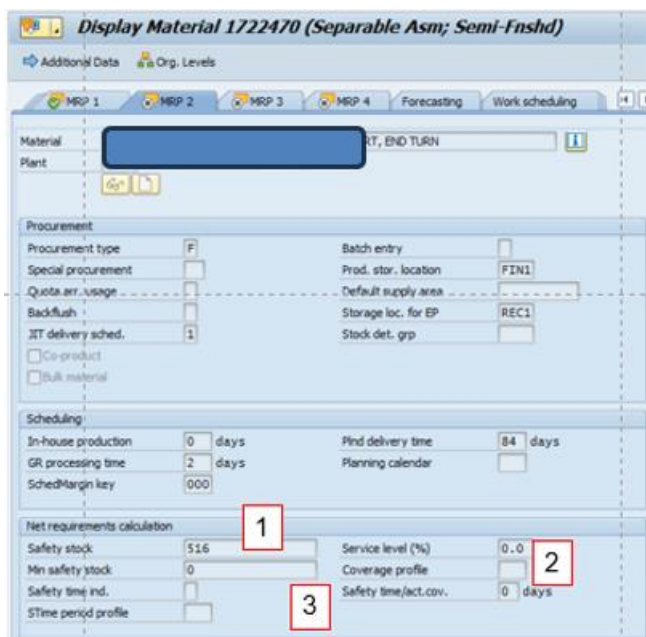 Display Material 1722470 (Separable Asm; Semi-Fnshd)
Additional Data Org. Levels
MRP 1 MRP 2 MRP 3 MRP 4 Forecasting Work scheduling
Material RT, END TURN
Plant
Procurement
Procurement type F Batch entry
Special procurement Prod. stor. location FIN1
Quota arr. usage Default supply area
Backflush Storage loc. for EP REC1
JIT delivery sched. 1 Stock det. grp
Co-product
Bulk material
Scheduling
In-house production 0 days Plnd delivery time 84 days
GR processing time 2 days Planning calendar
SchedMargin key 000
Net requirements calculation 1
Safety stock 516 Service level (%) 0.0
Min safety stock 0 Coverage profile 2
Safety time ind. 3 Safety time/act.cov. 0 days
STime period profile